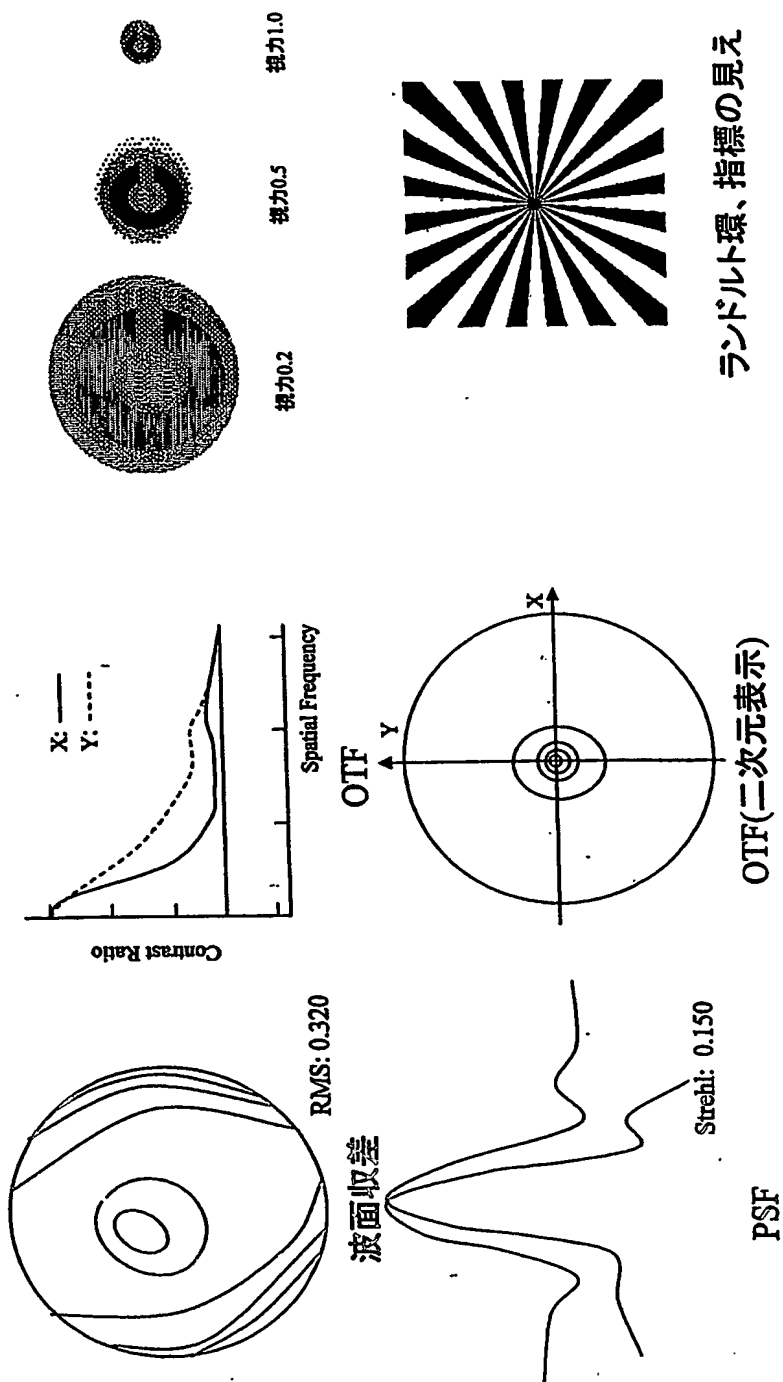 RMS: 0.320
波面収差
Strehl: 0.150
PSF
Contrast Ratio
X:
Y:
Spatial Frequency
OTF
Y
X
OTF(二次元表示)
視力0.2
視力0.5
視力1.0
ランドルト環、指標の見え